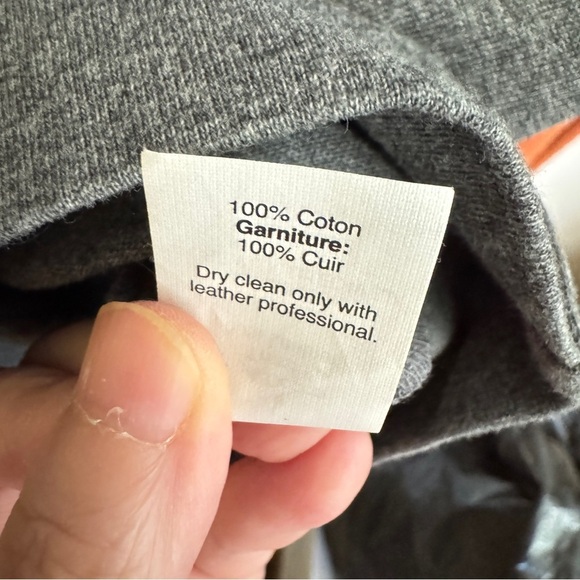 100% Coton
Garniture:
100% Cuir
Dry clean only with
leather professional.